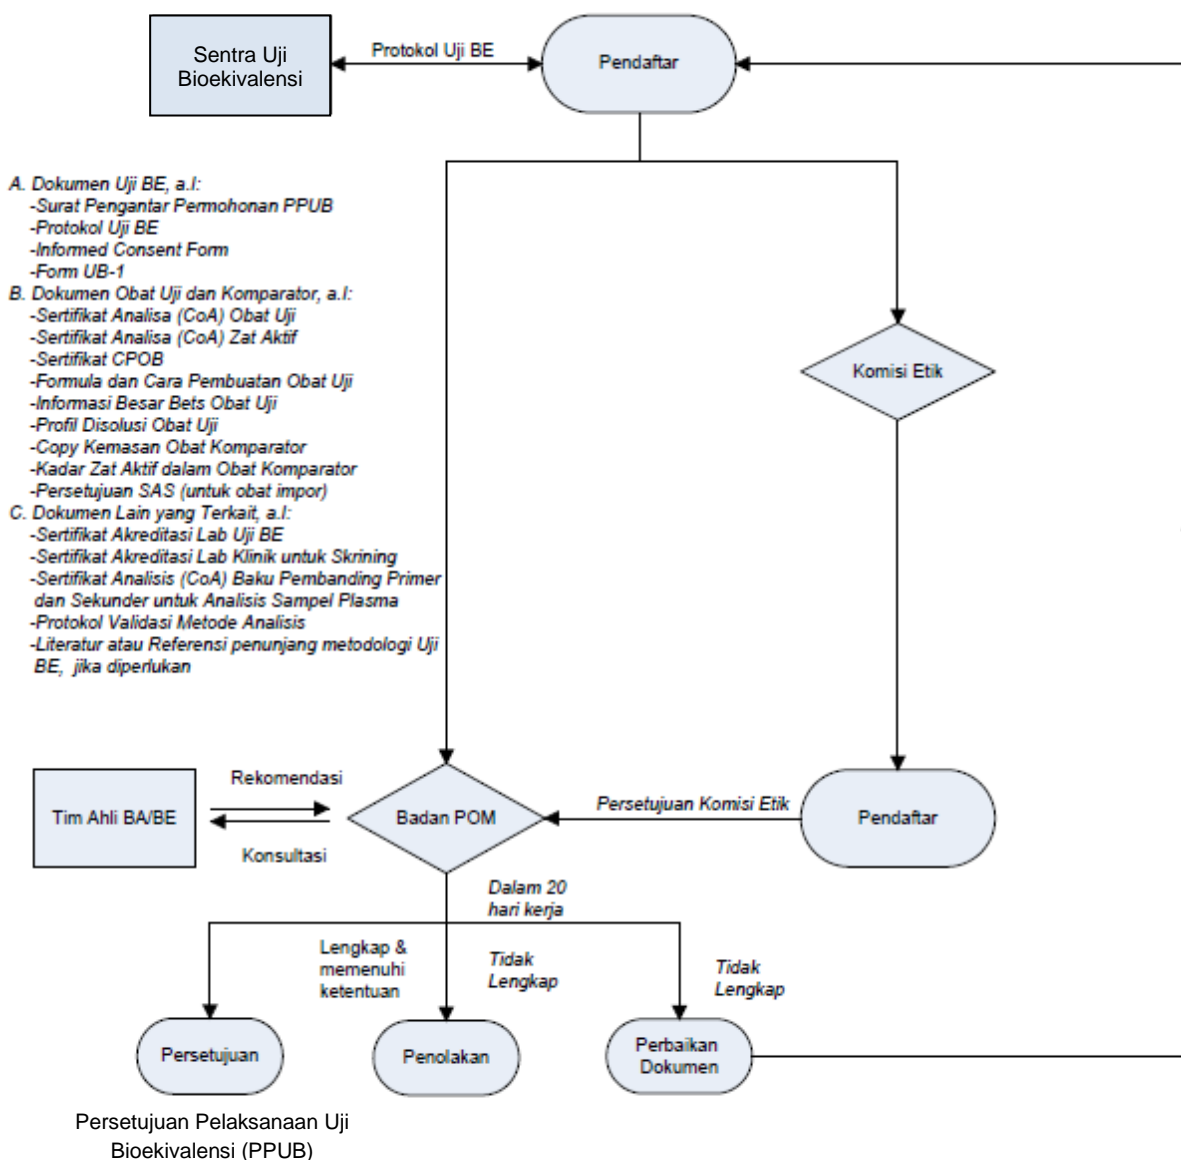 Sentra Uji
Bioekivalensi
Protokol Uji BE
Pendaftar
A. Dokumen Uji BE, a.l:
-Surat Pengantar Permohonan PPUB
-Protokol Uji BE
-Informed Consent Form
-Form UB-1
B. Dokumen Obat Uji dan Komparator, a.l:
-Sertifikat Analisa (CoA) Obat Uji
-Sertifikat Analisa (CoA) Zat Aktif
-Sertifikat CPOB
-Formula dan Cara Pembuatan Obat Uji
-Informasi Besar Bets Obat Uji
-Profil Disolusi Obat Uji
-Copy Kemasan Obat Komparator
-Kadar Zat Aktif dalam Obat Komparator
-Persetujuan SAS (untuk obat impor)
C. Dokumen Lain yang Terkait, a.l:
-Sertifikat Akreditasi Lab Uji BE
-Sertifikat Akreditasi Lab Klinik untuk Skrining
-Sertifikat Analisis (CoA) Baku Pembanding Primer
dan Sekunder untuk Analisis Sampel Plasma
-Protokol Validasi Metode Analisis
-Literatur atau Referensi penunjang metodologi Uji
BE, jika diperlukan
Komisi Etik
Tim Ahli BA/BE
Rekomendasi
Konsultasi
Badan POM
Persetujuan Komisi Etik
Pendaftar
Dalam 20
hari kerja
Lengkap &
memenuhi
ketentuan
Tidak
Lengkap
Tidak
Lengkap
Persetujuan
Penolakan
Perbaikan
Dokumen
Persetujuan Pelaksanaan Uji
Bioekivalensi (PPUB)